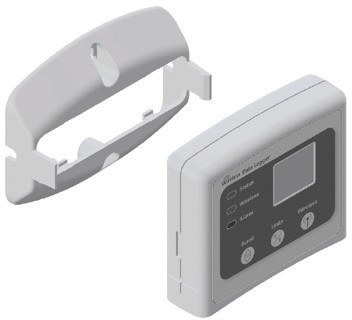 Wireless Data Logger
Status
Wireless
Alarm
Scroll
Units